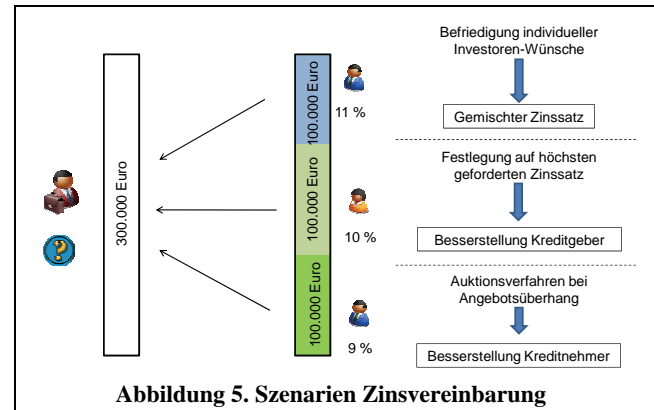 300.000 Euro
100.000 Euro
100.000 Euro
100.000 Euro
11 %
10 %
9 %
Befriedigung individueller
Investoren-Wünsche
Gemischter Zinssatz
Festlegung auf höchsten
geforderten Zinssatz
Besserstellung Kreditgeber
Auktionsverfahren bei
Angebotsüberhang
Besserstellung Kreditnehmer
Abbildung 5. Szenarien Zinsvereinbarung